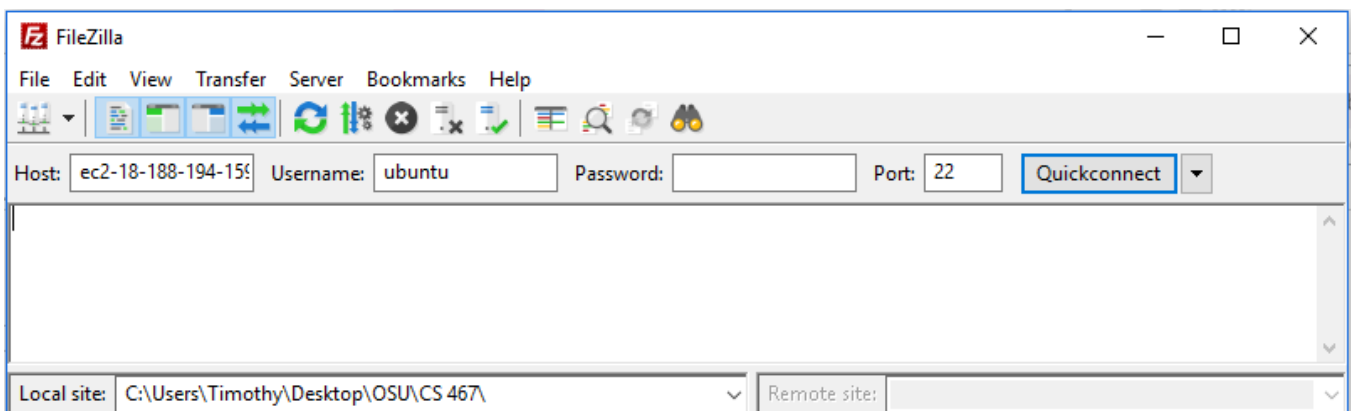 FileZilla
File Edit View Transfer Server Bookmarks Help
Host: ec2-18-188-194-159 Username: ubuntu Password: Port: 22 Quickconnect
Local site: C:\Users\Timothy\Desktop\OSU\CS 467\ Remote site: